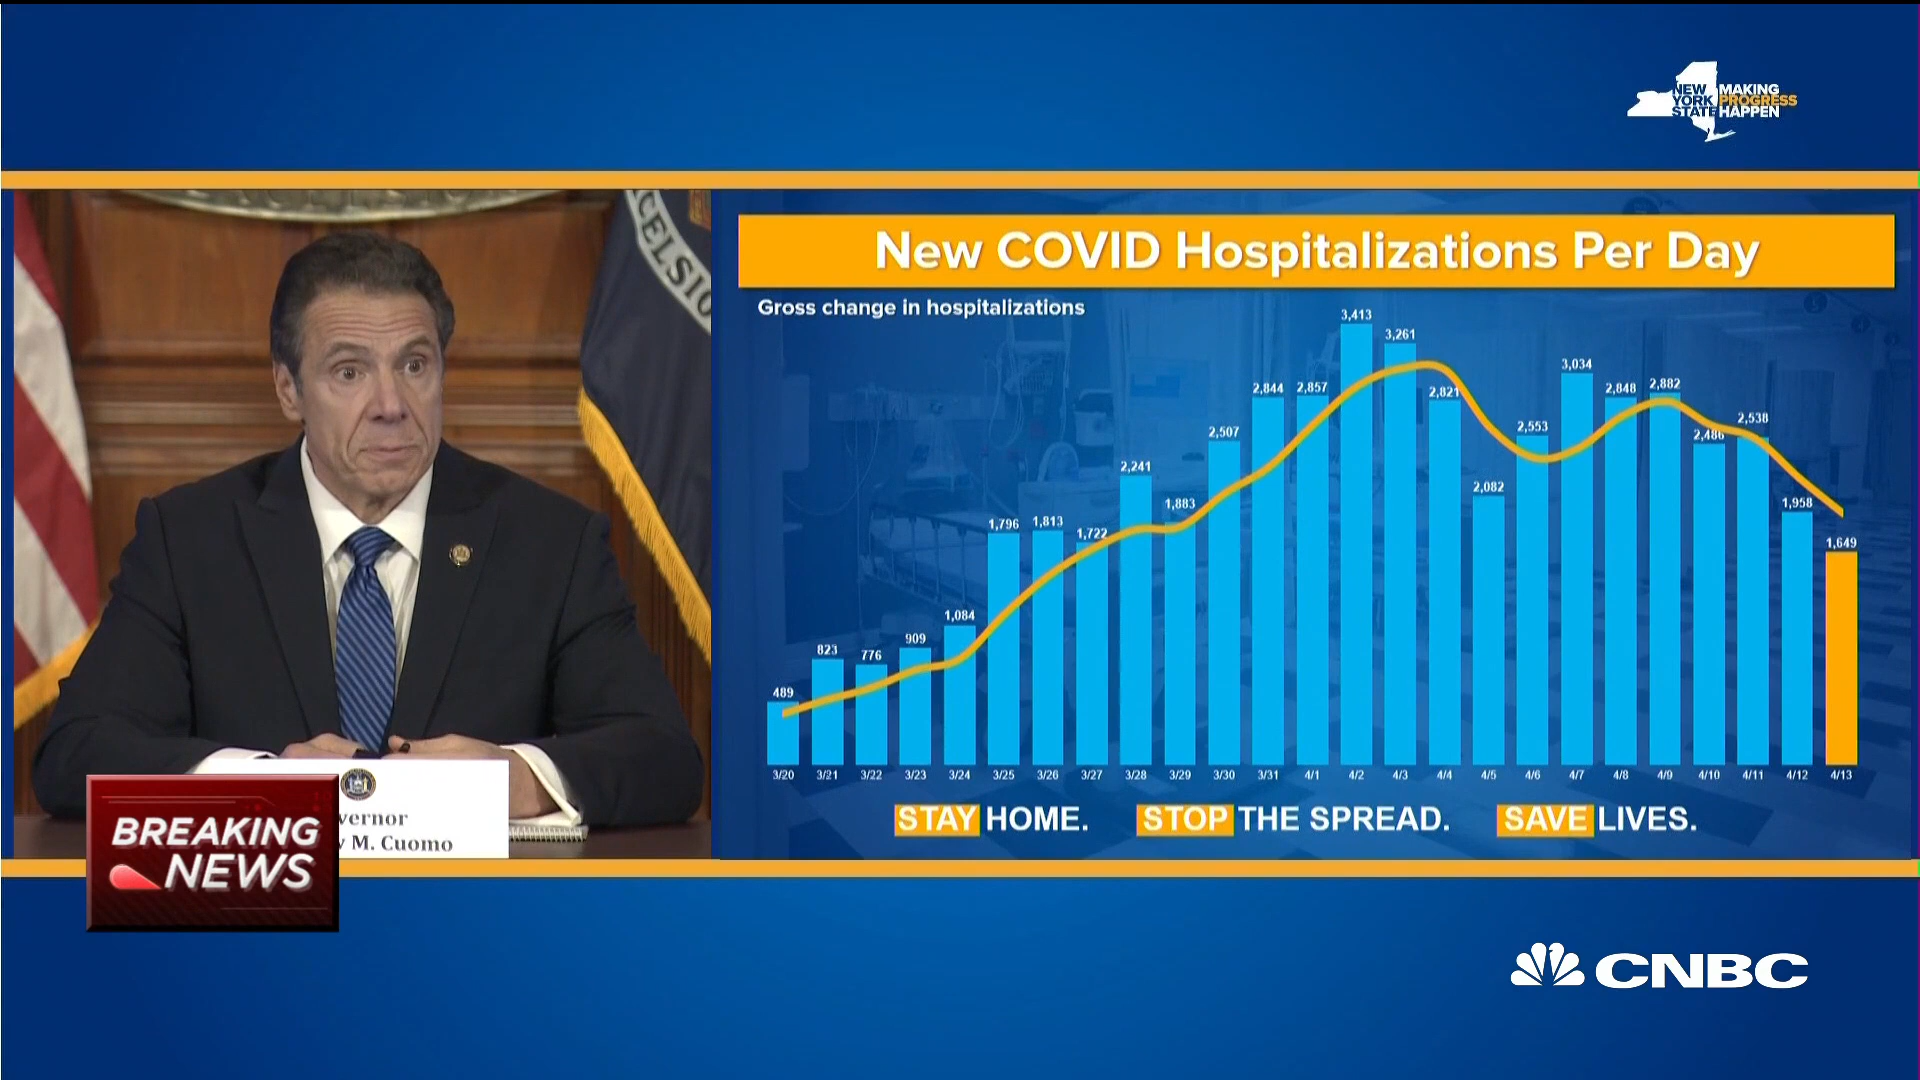 NEW
YORK
STATE
MAKING
PROGRESS
HAPPEN
CELSIO
New COVID Hospitalizations Per Day
Gross change in hospitalizations
489
823
776
909
1,084
1,796
1,813
1,722
2,241
1,883
2,507
2,844
2,857
3,413
3,261
2,821
2,082
2,553
3,034
2,848
2,882
2,486
2,538
1,958
1,649
3/20 3/21 3/22 3/23 3/24 3/25 3/26 3/27 3/28 3/29 3/30 3/31 4/1 4/2 4/3 4/4 4/5 4/6 4/7 4/8 4/9 4/10 4/11 4/12 4/13
STAY HOME. STOP THE SPREAD. SAVE LIVES.
vernor
M. Cuomo
BREAKING
NEWS
CNBC